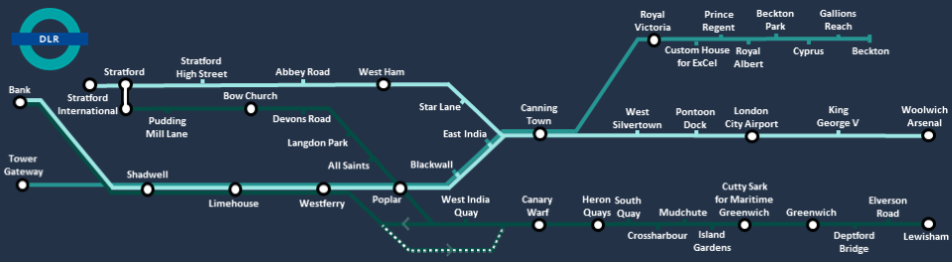 DLR
Bank
Tower
Gateway
Stratford
International
Stratford
Stratford
High Street
Abbey Road
West Ham
Pudding
Mill Lane
Bow Church
Devons Road
Langdon Park
All Saints
Star Lane
East India
Blackwall
Canning
Town
Shadwell
Limehouse
Westferry
Poplar
West India
Quay
Canary
Warf
Heron
Quays
South
Quay
Crossharbour
Mudchute
Island
Gardens
Cutty Sark
for Maritime
Greenwich
Greenwich
Deptford
Bridge
Elverson
Road
Lewisham
Royal
Victoria
Custom House
for ExCel
Prince
Regent
Royal
Albert
Beckton
Park
Cyprus
Gallions
Reach
Beckton
West
Silvertown
Pontoon
Dock
London
City Airport
King
George V
Woolwich
Arsenal